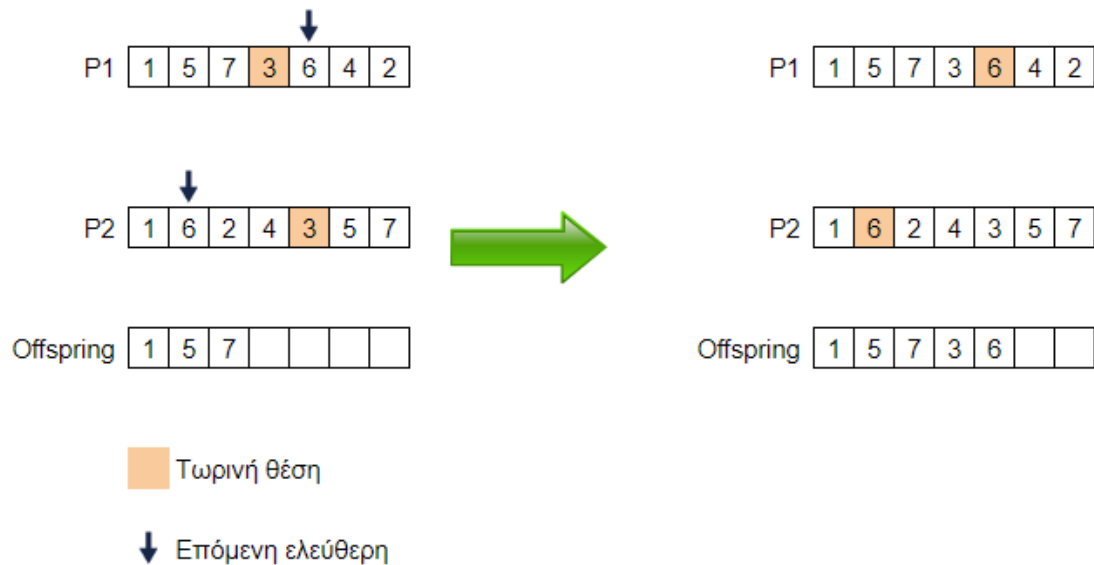 P1 1 5 7 3 6 4 2
P1 1 5 7 3 6 4 2
P2 1 6 2 4 3 5 7
P2 1 6 2 4 3 5 7
Offspring 1 5 7
Offspring 1 5 7 3 6
Τωρινή θέση
Επόμενη ελεύθερη